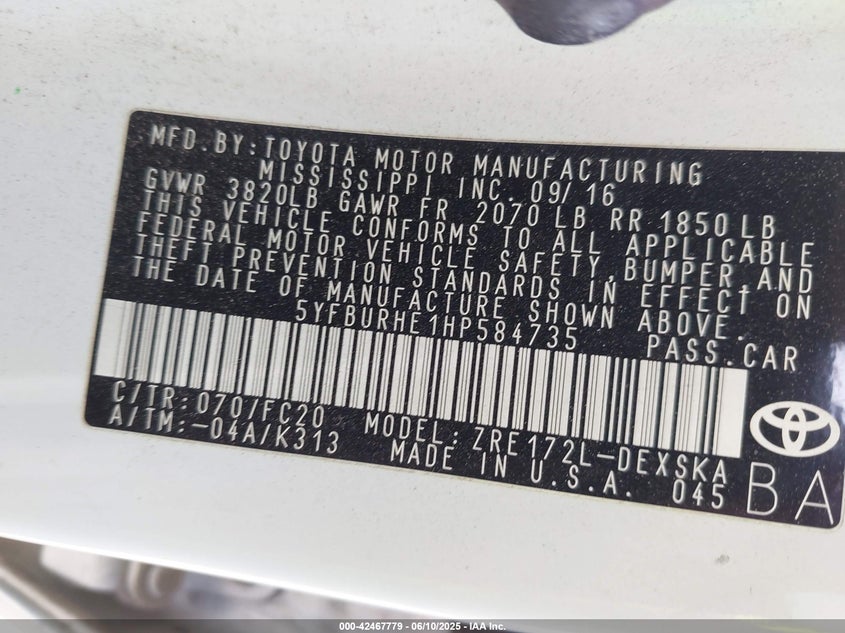 MFD.BY:TOYOTA MOTOR MANUFACTURING
MISSISSIPPI INC. 09/16
GVWR 3820LB GAWR FR 2070 LB RR 1850 LB
THIS VEHICLE CONFORMS TO ALL APPLICABLE
FEDERAL MOTOR VEHICLE SAFETY,BUMPER,AND
THEFT PREVENTION STANDARDS IN EFFECT ON
THE DATE OF MANUFACTURE SHOWN ABOVE.
5YFBURHE1HP584735 PASS.CAR
C/TR:070/FC20 MODEL:ZRE172L-DEXSKA
A/TM:-04A/K313 MADE IN U.S.A. 045
BA
000-42467779 - 06/10/2025 - IAA Inc.